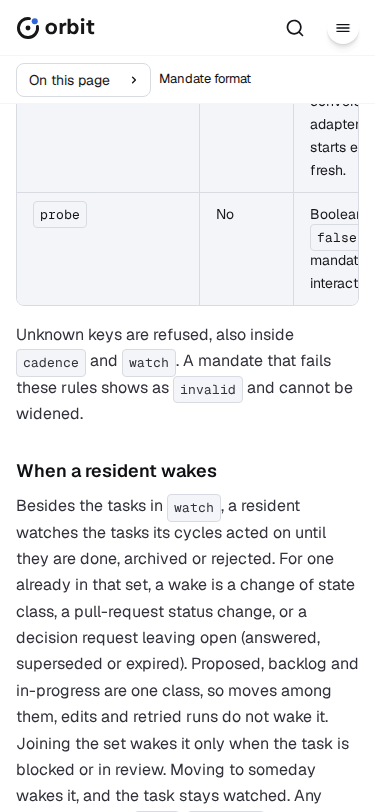 orbit
On this page
Mandate format
adapter
starts e
fresh.
probe
No
Boolean
false
mandat
interact
Unknown keys are refused, also inside
cadence and watch. A mandate that fails
these rules shows as invalid and cannot be
widened.
When a resident wakes
Besides the tasks in watch, a resident
watches the tasks its cycles acted on until
they are done, archived or rejected. For one
already in that set, a wake is a change of state
class, a pull-request status change, or a
decision request leaving open (answered,
superseded or expired). Proposed, backlog and
in-progress are one class, so moves among
them, edits and retried runs do not wake it.
Joining the set wakes it only when the task is
blocked or in review. Moving to someday
wakes it, and the task stays watched. Any